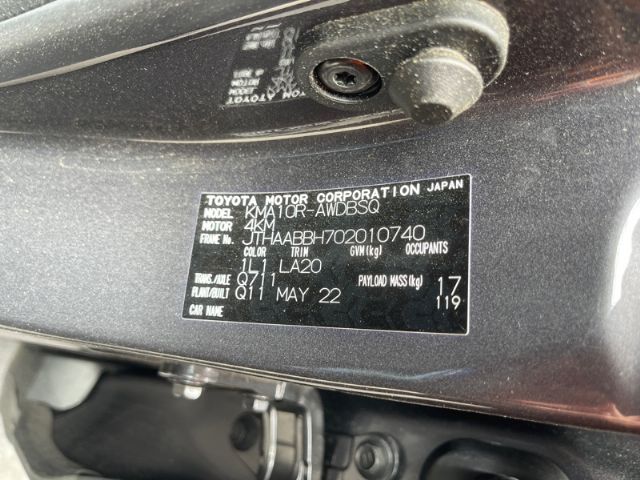 TOYOTA MOTOR CORPORATION JAPAN
MODEL KMA10R-AWDBSQ
MOTOR 4KM
FRAME No. JTHAABBH702010740
COLOR TRIM GVM(kg) OCCUPANTS
1L1 LA20
TRANS./AXLE Q711 PAYLOAD MASS(kg) 17
PLANT/BUILT Q11 MAY 22 119
CAR NAME